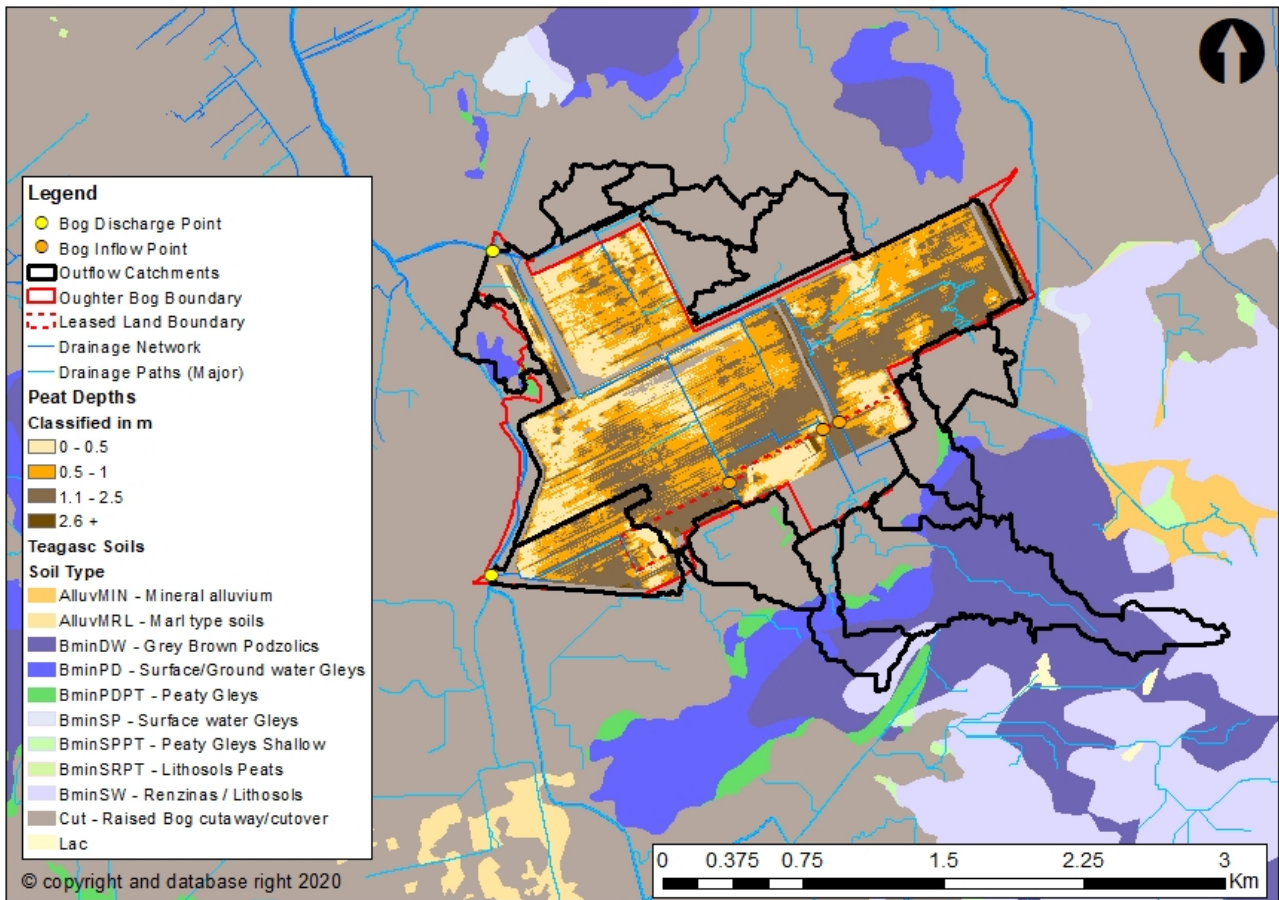 Legend
Bog Discharge Point
Bog Inflow Point
Outflow Catchments
Oughter Bog Boundary
Leased Land Boundary
Drainage Network
Drainage Paths (Major)
Peat Depths
Classified in m
0 - 0.5
0.5 - 1
1.1 - 2.5
2.6 +
Teagasc Soils
Soil Type
AlluvMIN - Mineral alluvium
AlluvMRL - Marl type soils
BminDW - Grey Brown Podzolics
BminPD - Surface/Ground water Gleys
BminPDPT - Peaty Gleys
BminSP - Surface water Gleys
BminSPPT - Peaty Gleys Shallow
BminSRPT - Lithosols Peats
BminSW - Renzinas / Lithosols
Cut - Raised Bog cutaway/cutover
Lac
© copyright and database right 2020
0 0.375 0.75 1.5 2.25 3
Km